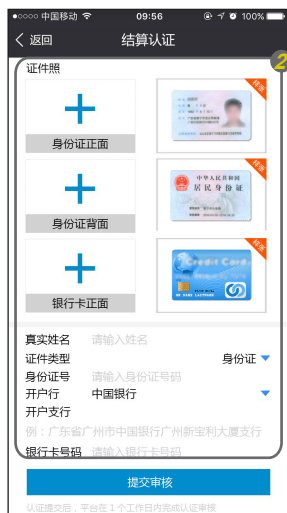 中国移动 09:56 100%
返回 结算认证
证件照
2
身份证正面
样张
身份证背面
中华人民共和国
居民身份证
样张
银行卡正面
Credit Card
样张
真实姓名 请输入姓名
证件类型 身份证
身份证号 请输入身份证号码
开户行 中国银行
开户支行
例：广东省广州市中国银行广州新宝利大厦支行
银行卡号码 请输入银行卡号码
提交审核
认证提交后，平台在1个工作日内完成认证审核